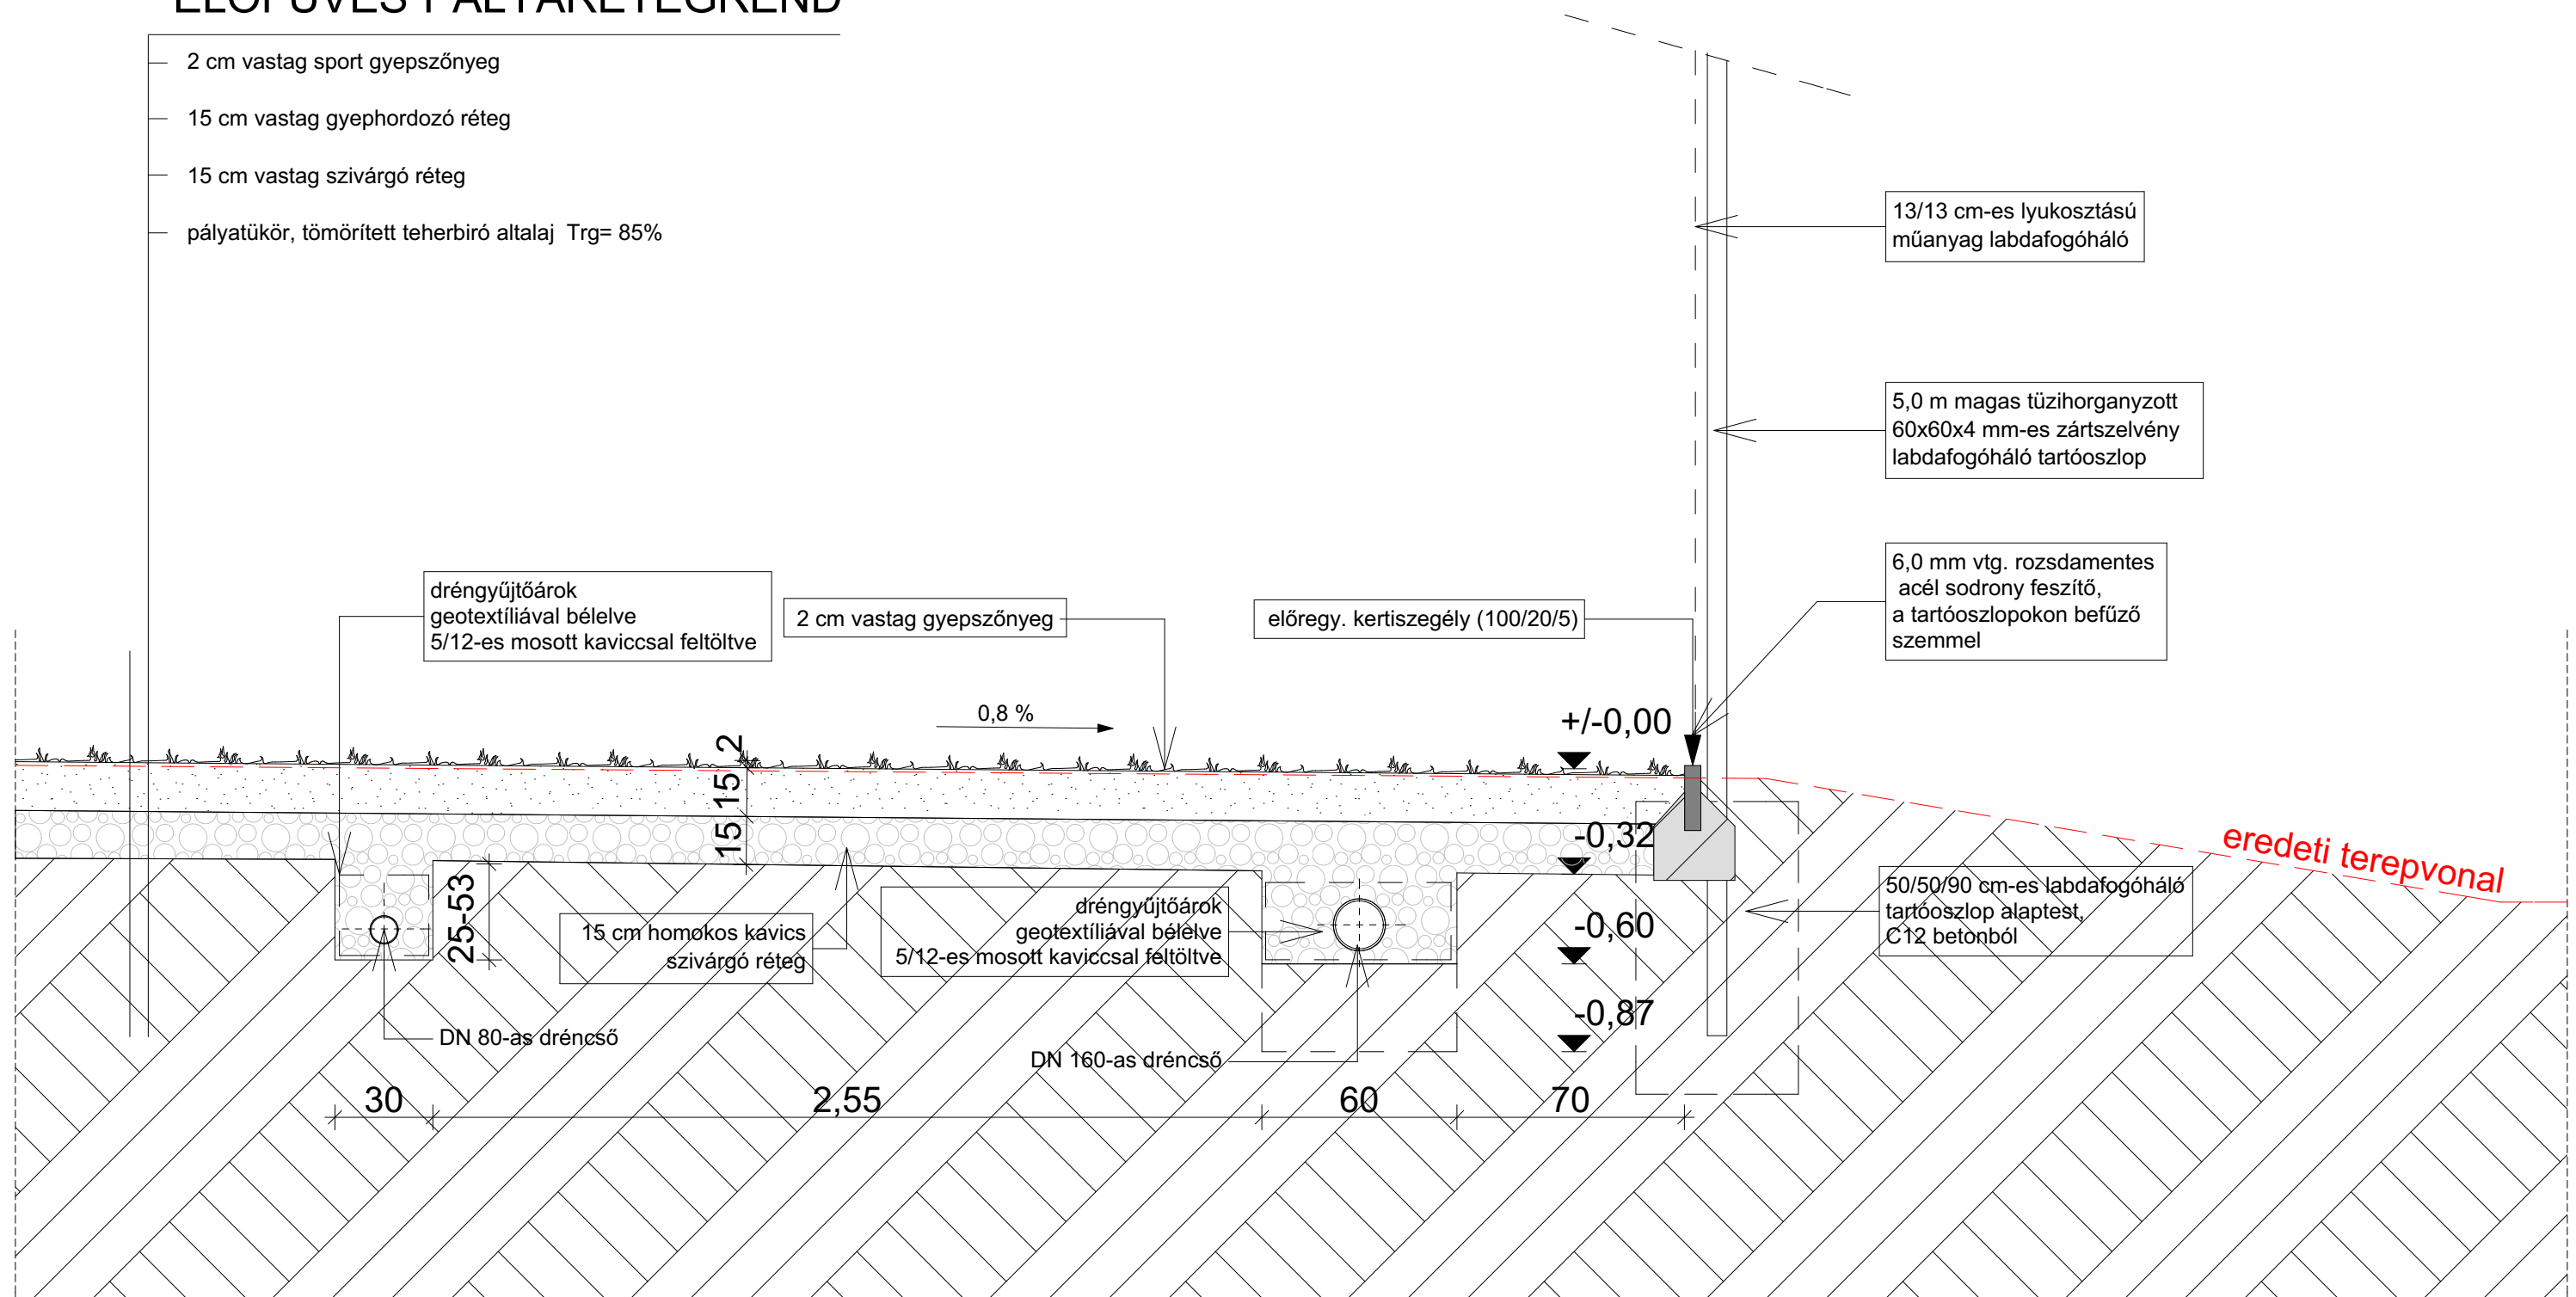 ÉLŐFÜVES PÁLYARÉTEGREND
2 cm vastag sport gyepszőnyeg
15 cm vastag gyephordozó réteg
15 cm vastag szivárgó réteg
pályatükör, tömörített teherbiró altalaj Trg= 85%
13/13 cm-es lyukosztású
műanyag labdafogóháló
5,0 m magas tüzihorganyzott
60x60x4 mm-es zártszelvény
labdafogóháló tartóoszlop
6,0 mm vtg. rozsdamentes
acél sodrony feszítő,
a tartóoszlopokon befűző
szemmel
dréngyűjtőárok
geotextíliával bélelve
5/12-es mosott kaviccsal feltöltve
2 cm vastag gyepszőnyeg
előregy. kertiszegély (100/20/5)
0,8 %
+/-0,00
2
15
15
-0,32
eredeti terepvonal
25-53
15 cm homokos kavics
szivárgó réteg
dréngyűjtőárok
geotextíliával bélelve
5/12-es mosott kaviccsal feltöltve
-0,60
50/50/90 cm-es labdafogóháló
tartóoszlop alaptest,
C12 betonból
-0,87
DN 80-as dréncső
DN 160-as dréncső
30
2,55
60
70